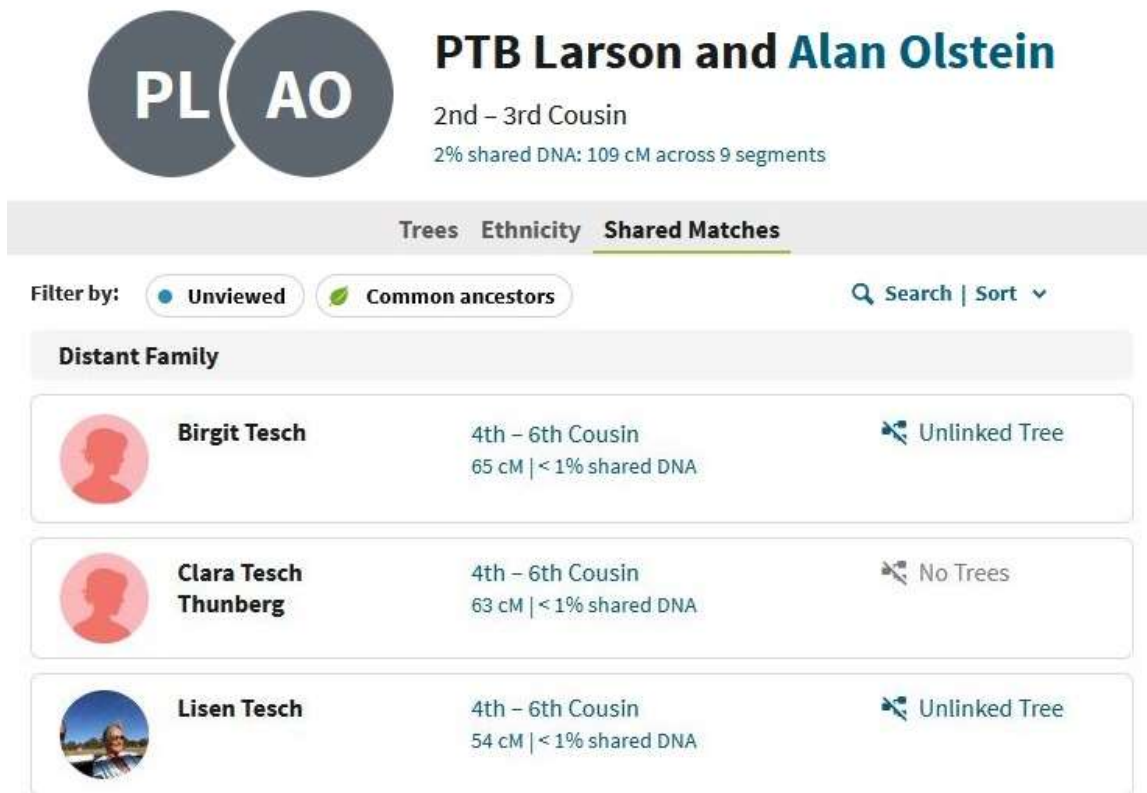 PL AO
PTB Larson and Alan Olstein
2nd – 3rd Cousin
2% shared DNA: 109 cM across 9 segments
Trees Ethnicity Shared Matches
Filter by: Unviewed Common ancestors Search | Sort
Distant Family
Birgit Tesch 4th – 6th Cousin Unlinked Tree
65 cM | < 1% shared DNA
Clara Tesch 4th – 6th Cousin No Trees
Thunberg 63 cM | < 1% shared DNA
Lisen Tesch 4th – 6th Cousin Unlinked Tree
54 cM | < 1% shared DNA